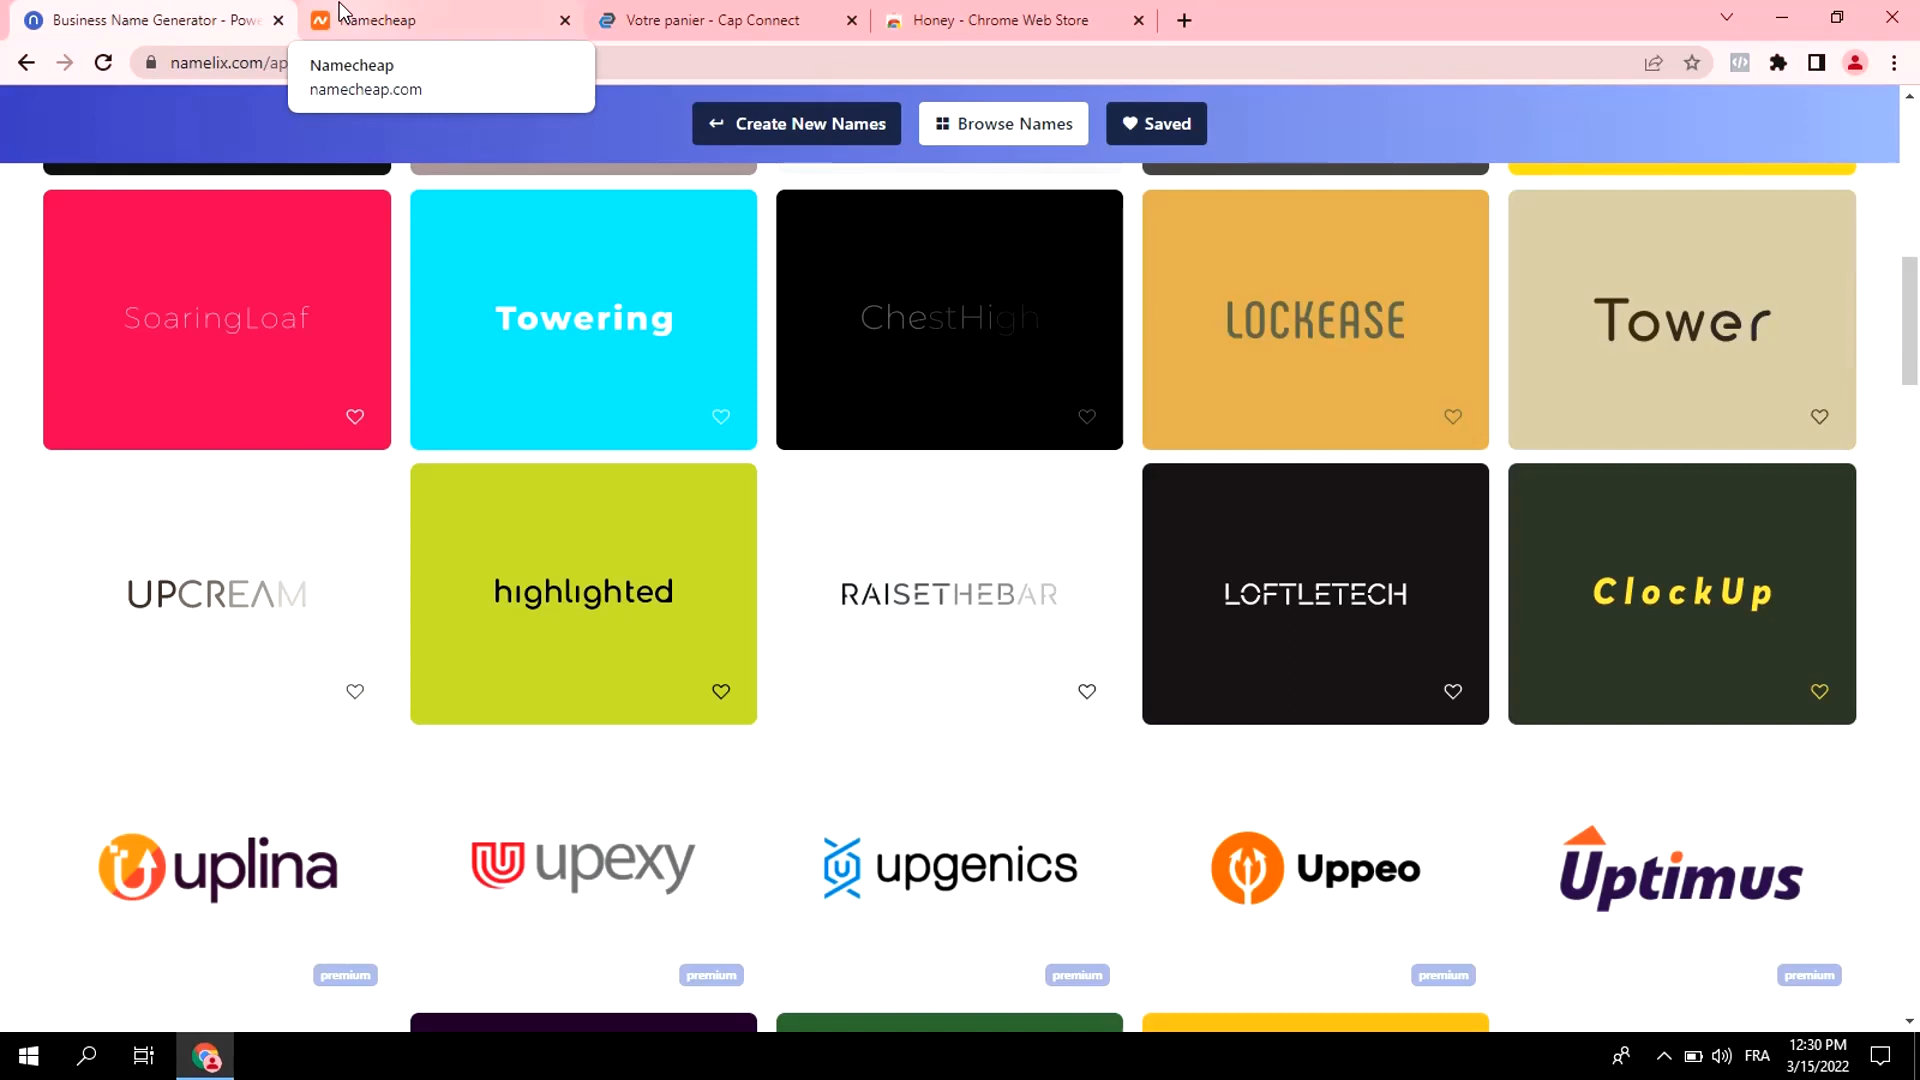 Business Name Generator - Pow
Namecheap
Votre panier - Cap Connect
Honey - Chrome Web Store
namelix.com/ap
Namecheap
namecheap.com
Create New Names
Browse Names
Saved
SoaringLoaf
Towering
ChestHigh
LOCKEASE
Tower
UPCREAM
highlighted
RAISETHEBAR
LOFTLETECH
ClockUp
uplina
upexy
upgenics
Uppeo
Uptimus
premium
premium
premium
premium
premium
FRA
12:30 PM
3/15/2022